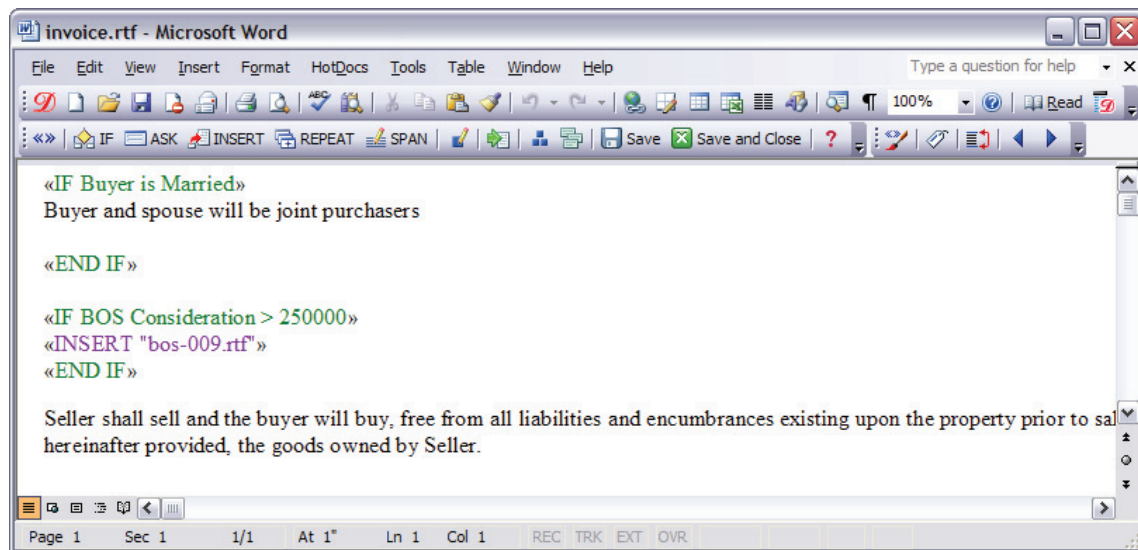 invoice.rtf - Microsoft Word
File Edit View Insert Format HotDocs Tools Table Window Help Type a question for help
ABC 100% Read
«» IF ASK INSERT REPEAT SPAN Save Save and Close ?
«IF Buyer is Married»
Buyer and spouse will be joint purchasers
«END IF»
«IF BOS Consideration > 250000»
«INSERT "bos-009.rtf"»
«END IF»
Seller shall sell and the buyer will buy, free from all liabilities and encumbrances existing upon the property prior to sal
hereinafter provided, the goods owned by Seller.
Page 1 Sec 1 1/1 At 1" Ln 1 Col 1 REC TRK EXT OVR